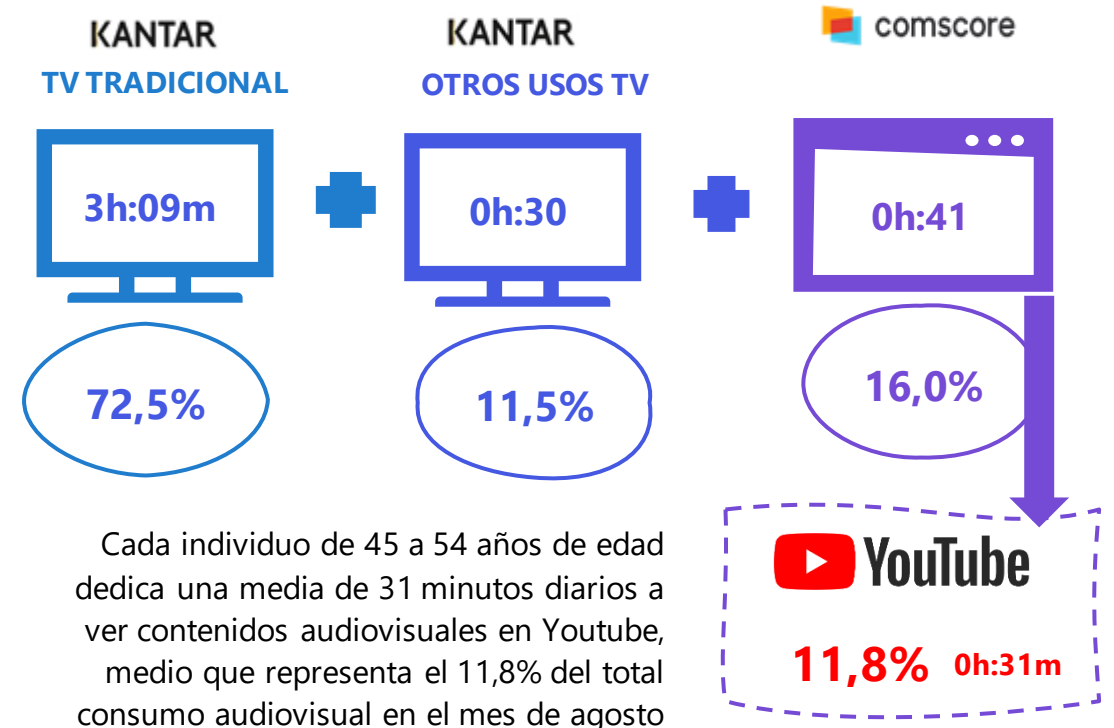 KANTAR
TV TRADICIONAL
KANTAR
OTROS USOS TV
comscore
3h:09m
0h:30
0h:41
72,5%
11,5%
16,0%
Cada individuo de 45 a 54 años de edad
dedica una media de 31 minutos diarios a
ver contenidos audiovisuales en Youtube,
medio que representa el 11,8% del total
consumo audiovisual en el mes de agosto
YouTube
11,8% 0h:31m